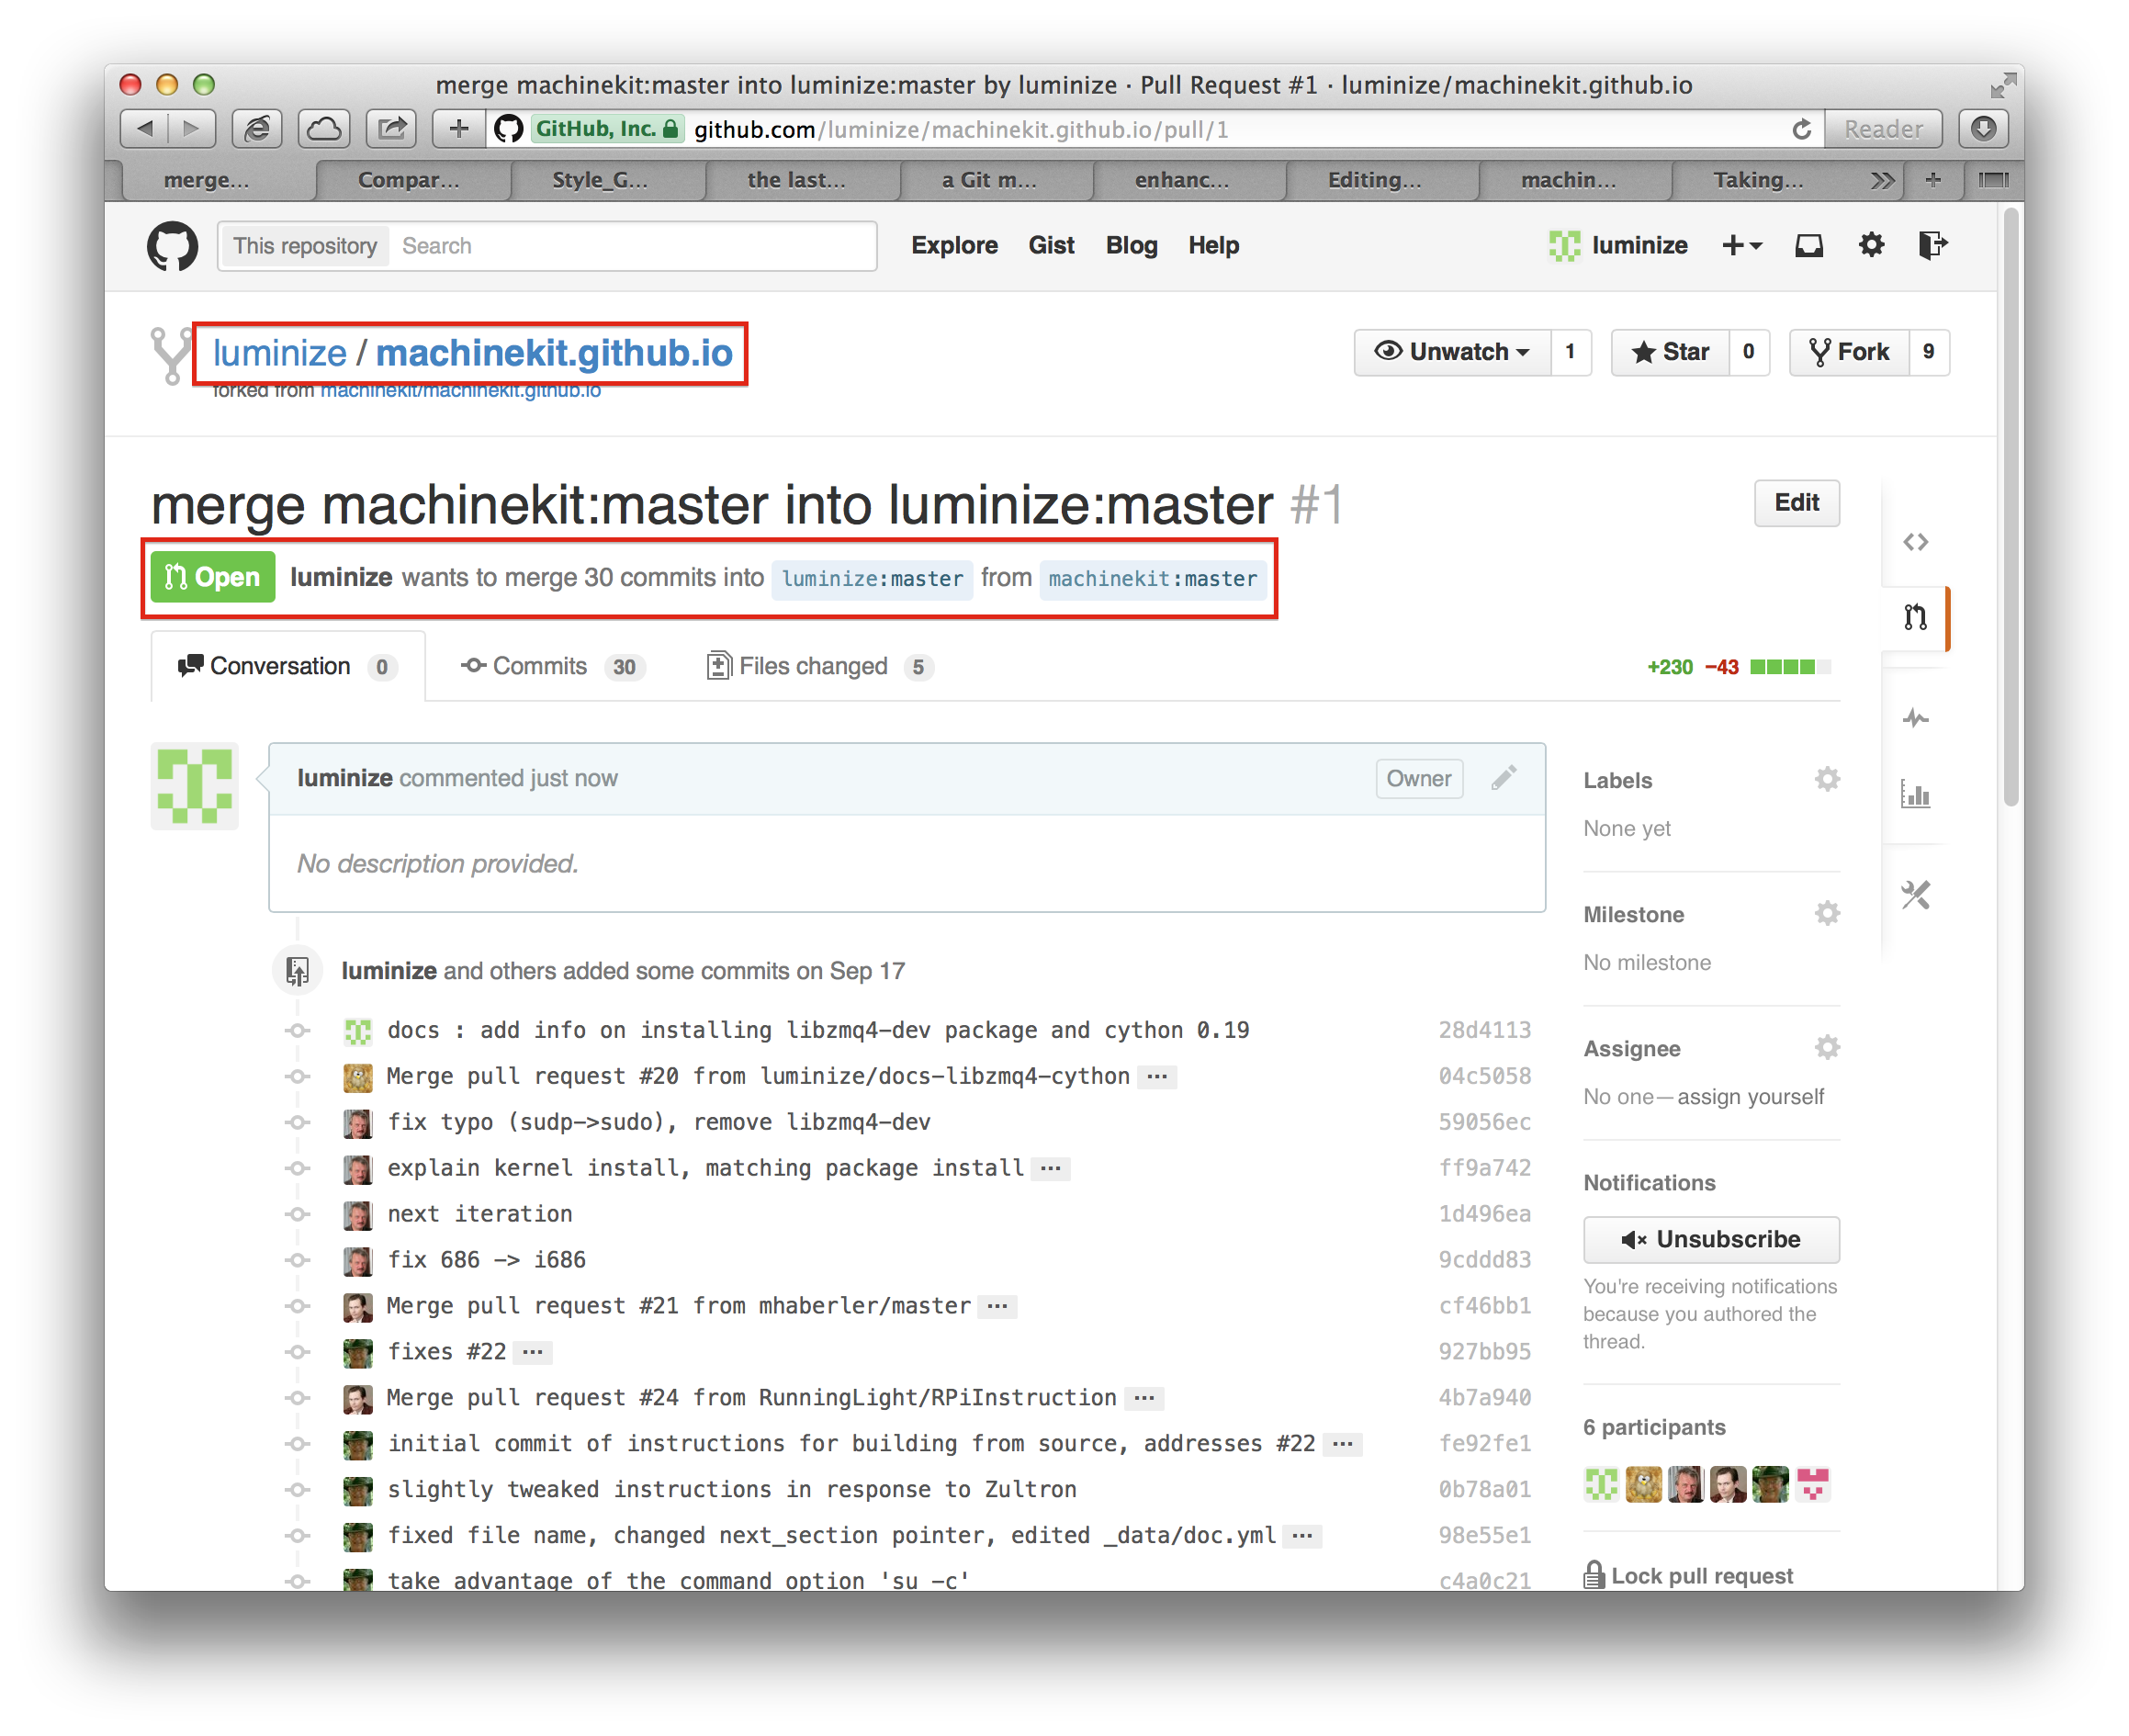 merge machinekit:master into luminize:master by luminize · Pull Request #1 · luminize/machinekit.github.io
GitHub, Inc. github.com/luminize/machinekit.github.io/pull/1 Reader
merge... Compar... Style_G... the last... a Git m... enhanc... Editing... machin... Taking...
This repository Search Explore Gist Blog Help luminize
luminize / machinekit.github.io Unwatch 1 Star 0 Fork 9
forked from machinekit/machinekit.github.io
merge machinekit:master into luminize:master #1 Edit
Open luminize wants to merge 30 commits into luminize:master from machinekit:master
Conversation 0 Commits 30 Files changed 5 +230 −43
luminize commented just now Owner
No description provided.
luminize and others added some commits on Sep 17
docs : add info on installing libzmq4-dev package and cython 0.19 28d4113
Merge pull request #20 from luminize/docs-libzmq4-cython ... 04c5058
fix typo (sudp->sudo), remove libzmq4-dev 59056ec
explain kernel install, matching package install ... ff9a742
next iteration 1d496ea
fix 686 -> i686 9cddd83
Merge pull request #21 from mhaberler/master ... cf46bb1
fixes #22 ... 927bb95
Merge pull request #24 from RunningLight/RPiInstruction ... 4b7a940
initial commit of instructions for building from source, addresses #22 ... fe92fe1
slightly tweaked instructions in response to Zultron 0b78a01
fixed file name, changed next_section pointer, edited _data/doc.yml ... 98e55e1
take advantage of the command option 'su -c' c4a0c21
Labels
None yet
Milestone
No milestone
Assignee
No one—assign yourself
Notifications
Unsubscribe
You're receiving notifications
because you authored the
thread.
6 participants
Lock pull request